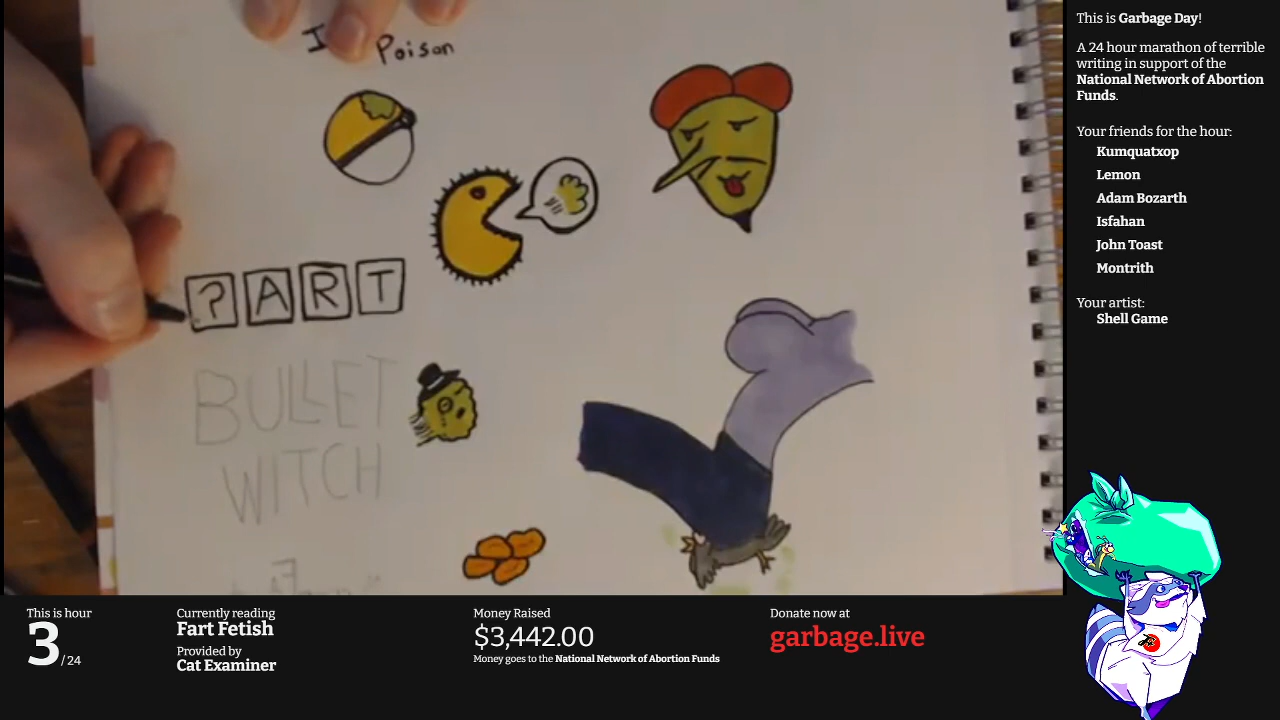 Poison
?ART
BULLET
WITCH
This is Garbage Day!
A 24 hour marathon of terrible
writing in support of the
National Network of Abortion
Funds.
Your friends for the hour:
Kumquatxop
Lemon
Adam Bozarth
Isfahan
John Toast
Montrith
Your artist:
Shell Game
This is hour
3/24
Currently reading
Fart Fetish
Provided by
Cat Examiner
Money Raised
$3,442.00
Money goes to the National Network of Abortion Funds
Donate now at
garbage.live